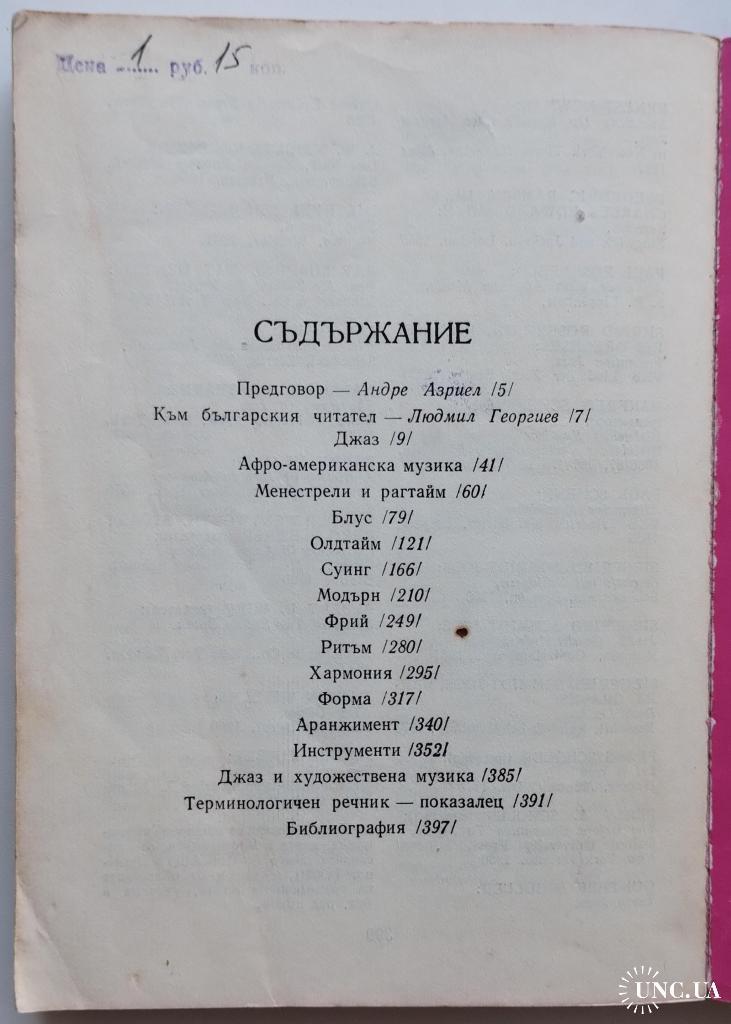 Цена 1 руб. 15 коп.
СЪДЪРЖАНИЕ
Предговор — Андре Азриел /5/
Към българския читател — Людмил Георгиев /7/
Джаз /9/
Афро-американска музика /41/
Менестрели и рагтайм /60/
Блус /79/
Олдтайм /121/
Суинг /166/
Модърн /210/
Фрий /249/
Ритъм /280/
Хармония /295/
Форма /317/
Аранжимент /340/
Инструменти /352/
Джаз и художествена музика /385/
Терминологичен речник — показалец /391/
Библиография /397/
UNC.UA